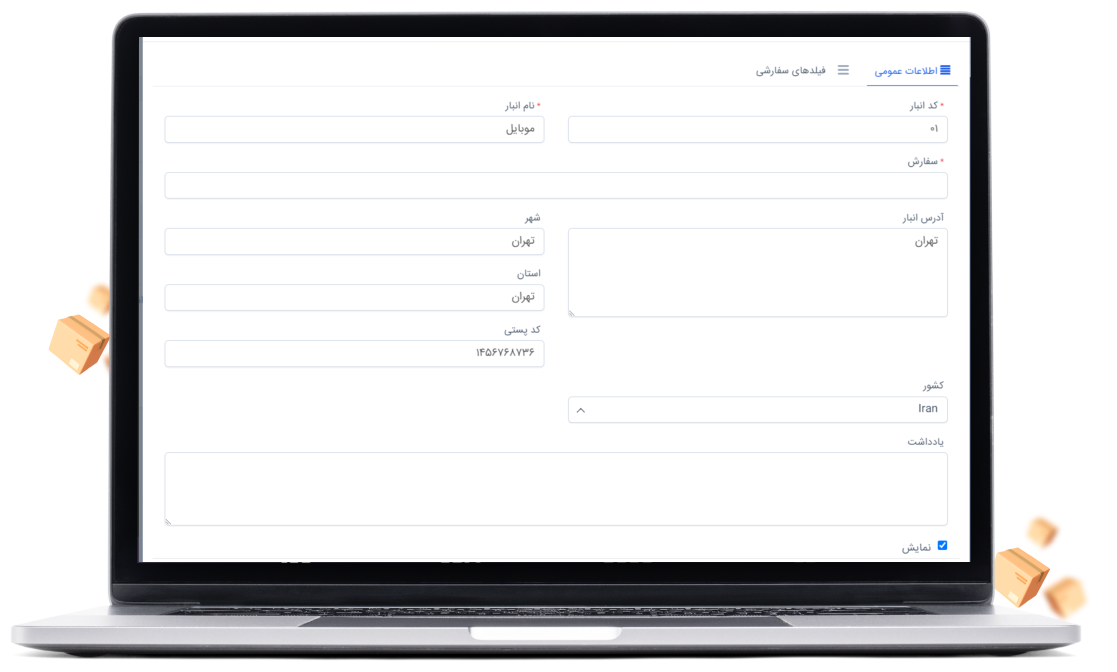 اطلاعات عمومی
فیلدهای سفارشی
* کد انبار
۰۱
* نام انبار
موبایل
* سفارش
آدرس انبار
تهران
شهر
تهران
استان
تهران
کد پستی
۱۴۵۶۷۶۸۷۳۶
کشور
Iran
یادداشت
نمایش